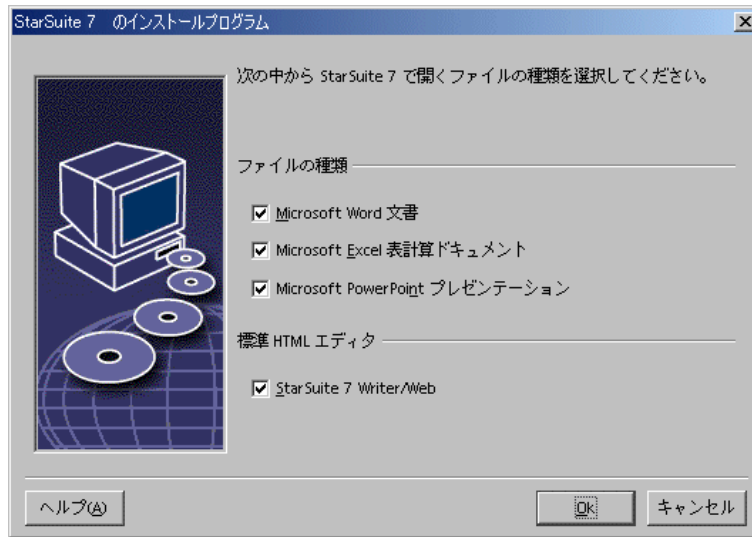 StarSuite 7 のインストールプログラム
次の中から StarSuite 7 で開くファイルの種類を選択してください。
ファイルの種類
Microsoft Word 文書
Microsoft Excel 表計算ドキュメント
Microsoft PowerPoint プレゼンテーション
標準 HTML エディタ
StarSuite 7 Writer/Web
ヘルプ(A) Ok キャンセル